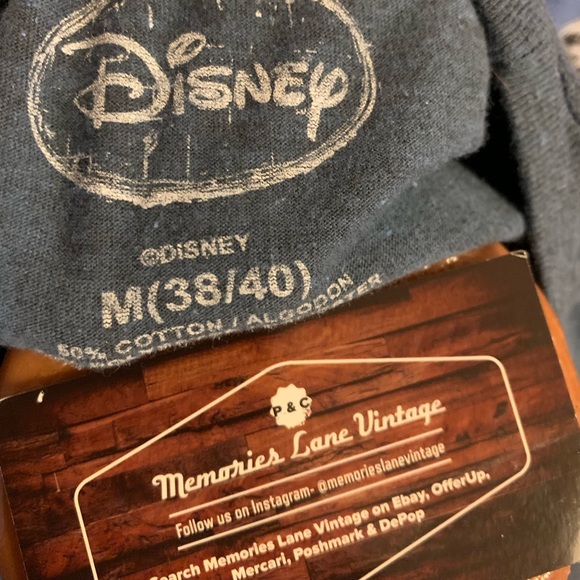 Disney
©DISNEY
M(38/40)
50% COTTON / ALGODON
P & C
Memories Lane Vintage
Follow us on Instagram- @memorieslanevintage
Search Memories Lane Vintage on Ebay, OfferUp,
Mercari, Poshmark & DePop